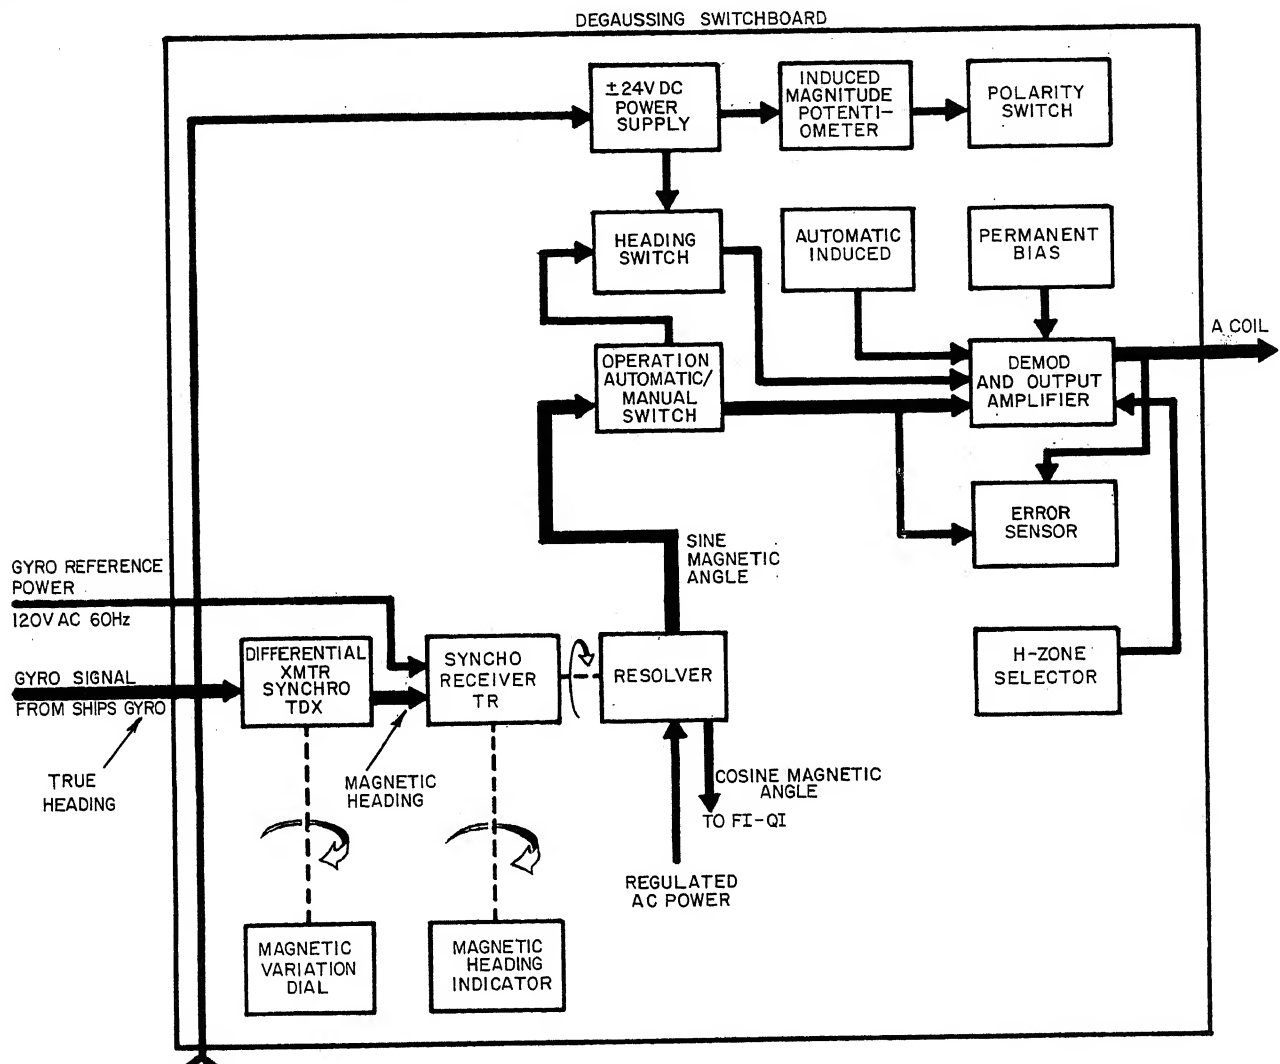 DEGAUSSING SWITCHBOARD
±24V DC
POWER
SUPPLY
INDUCED
MAGNITUDE
POTENTI-
OMETER
POLARITY
SWITCH
HEADING
SWITCH
AUTOMATIC
INDUCED
PERMANENT
BIAS
A COIL
OPERATION
AUTOMATIC/
MANUAL
SWITCH
DEMOD
AND OUTPUT
AMPLIFIER
ERROR
SENSOR
SINE
MAGNETIC
ANGLE
GYRO REFERENCE
POWER
120V AC 60Hz
GYRO SIGNAL
FROM SHIPS GYRO
TRUE
HEADING
DIFFERENTIAL
XMTR
SYNCHRO
TDX
MAGNETIC
HEADING
SYNCHO
RECEIVER
TR
RESOLVER
H-ZONE
SELECTOR
COSINE MAGNETIC
ANGLE
TO FI-QI
REGULATED
AC POWER
MAGNETIC
VARIATION
DIAL
MAGNETIC
HEADING
INDICATOR